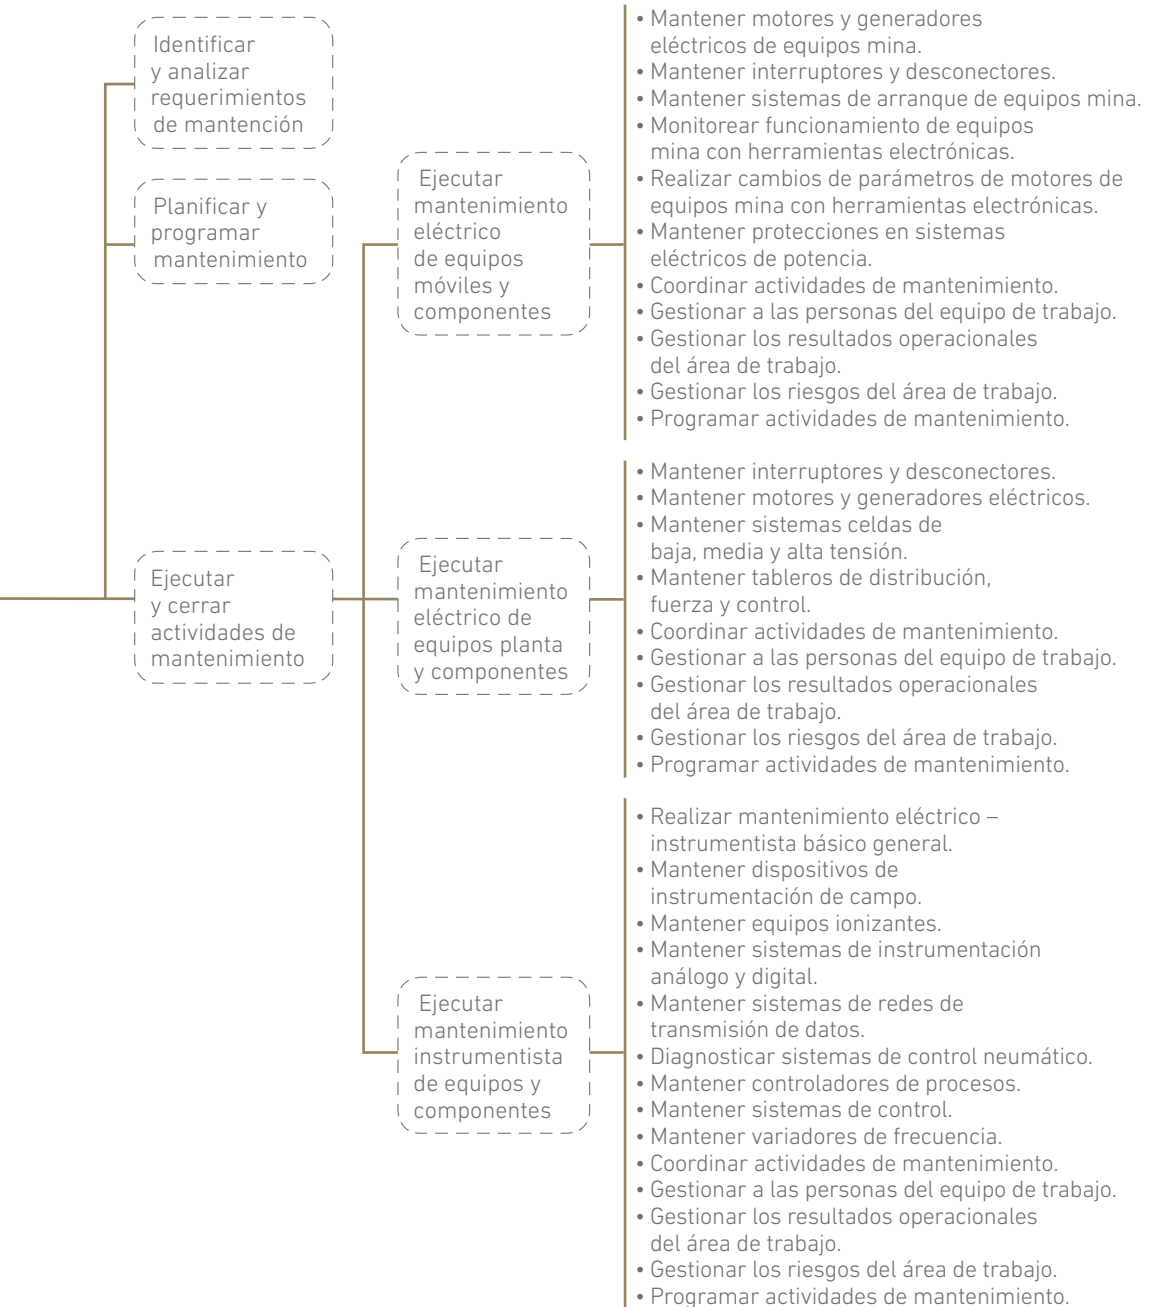 Identificar
y analizar
requerimientos
de mantención
Planificar y
programar
mantenimiento
Ejecutar
y cerrar
actividades de
mantenimiento
Ejecutar
mantenimiento
eléctrico
de equipos
móviles y
componentes
• Mantener motores y generadores
eléctricos de equipos mina.
• Mantener interruptores y desconectores.
• Mantener sistemas de arranque de equipos mina.
• Monitorear funcionamiento de equipos
mina con herramientas electrónicas.
• Realizar cambios de parámetros de motores de
equipos mina con herramientas electrónicas.
• Mantener protecciones en sistemas
eléctricos de potencia.
• Coordinar actividades de mantenimiento.
• Gestionar a las personas del equipo de trabajo.
• Gestionar los resultados operacionales
del área de trabajo.
• Gestionar los riesgos del área de trabajo.
• Programar actividades de mantenimiento.
Ejecutar
mantenimiento
eléctrico de
equipos planta
y componentes
• Mantener interruptores y desconectores.
• Mantener motores y generadores eléctricos.
• Mantener sistemas celdas de
baja, media y alta tensión.
• Mantener tableros de distribución,
fuerza y control.
• Coordinar actividades de mantenimiento.
• Gestionar a las personas del equipo de trabajo.
• Gestionar los resultados operacionales
del área de trabajo.
• Gestionar los riesgos del área de trabajo.
• Programar actividades de mantenimiento.
Ejecutar
mantenimiento
instrumentista
de equipos y
componentes
• Realizar mantenimiento eléctrico –
instrumentista básico general.
• Mantener dispositivos de
instrumentación de campo.
• Mantener equipos ionizantes.
• Mantener sistemas de instrumentación
análogo y digital.
• Mantener sistemas de redes de
transmisión de datos.
• Diagnosticar sistemas de control neumático.
• Mantener controladores de procesos.
• Mantener sistemas de control.
• Mantener variadores de frecuencia.
• Coordinar actividades de mantenimiento.
• Gestionar a las personas del equipo de trabajo.
• Gestionar los resultados operacionales
del área de trabajo.
• Gestionar los riesgos del área de trabajo.
• Programar actividades de mantenimiento.